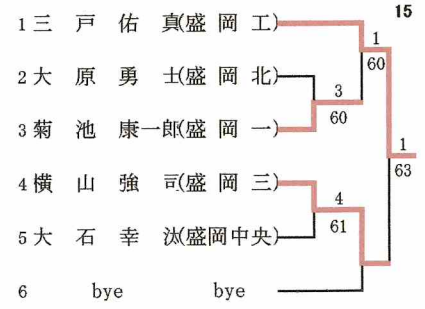 15
1 三戸佑真(盛岡工)
1
60
2 大原勇士(盛岡北)
3
60
3 菊池康一郎(盛岡一)
1
63
4 横山強司(盛岡三)
4
61
5 大石幸汰(盛岡中央)
6 bye bye